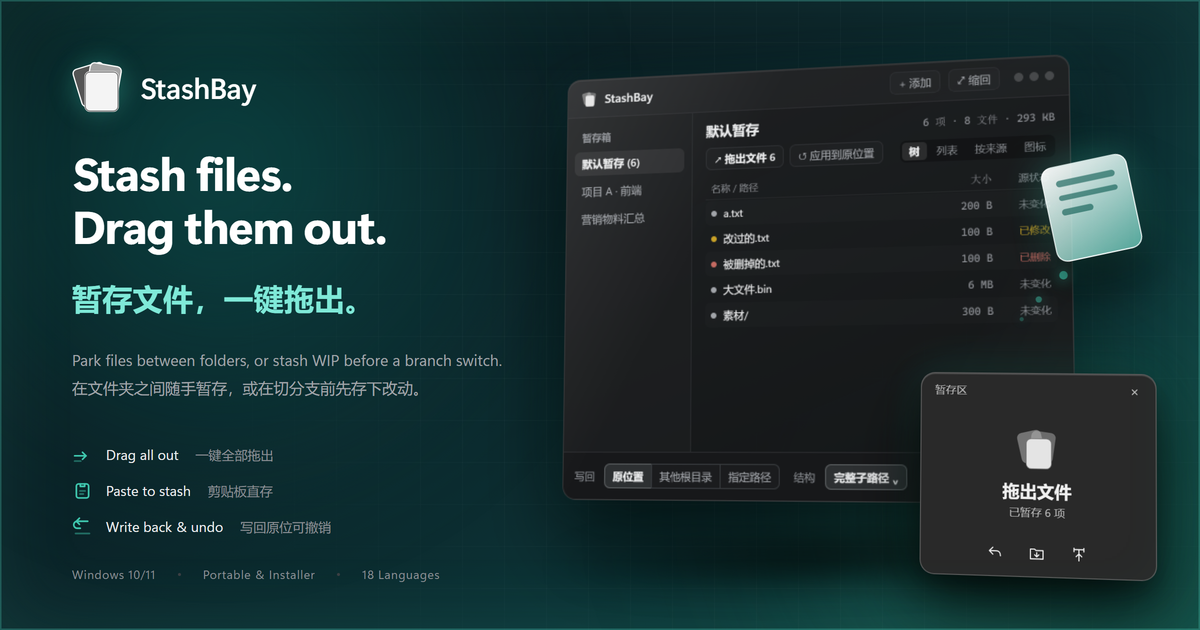 StashBay
Stash files.
Drag them out.
暂存文件，一键拖出。
Park files between folders, or stash WIP before a branch switch.
在文件夹之间随手暂存，或在切分支前先存下改动。
Drag all out 一键全部拖出
Paste to stash 剪贴板直存
Write back & undo 写回原位可撤销
Windows 10/11 · Portable & Installer · 18 Languages
StashBay + 添加 缩回
暂存箱
默认暂存 (6)
项目 A · 前端
营销物料汇总
默认暂存 6 项 · 8 文件 · 293 KB
↗ 拖出文件 6 ↺ 应用到原位置 树 列表 按来源 图标
名称 / 路径 大小 源状
a.txt 200 B 未变化
改过的.txt 100 B 已修改
被删掉的.txt 100 B 已删除
大文件.bin 6 MB 未变化
素材/ 300 B 未变化
写回 原位置 其他根目录 指定路径 结构 完整子路径
暂存区 ×
拖出文件
已暂存 6 项